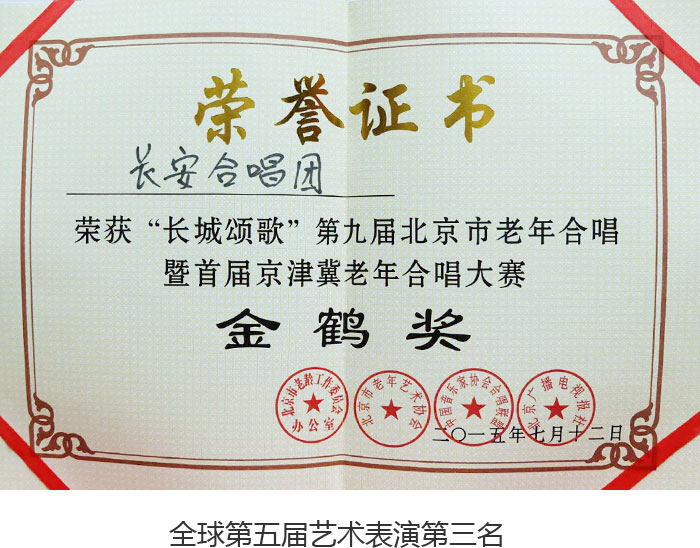 荣誉证书
长安合唱团
荣获“长城颂歌”第九届北京市老年合唱
暨首届京津冀老年合唱大赛
金鹤奖
北京市老龄工作委员会
办公室
北京市老年艺术协会
中国音乐家协会合唱联盟
北京广播电视报社
二〇一五年七月十二日
全球第五届艺术表演第三名